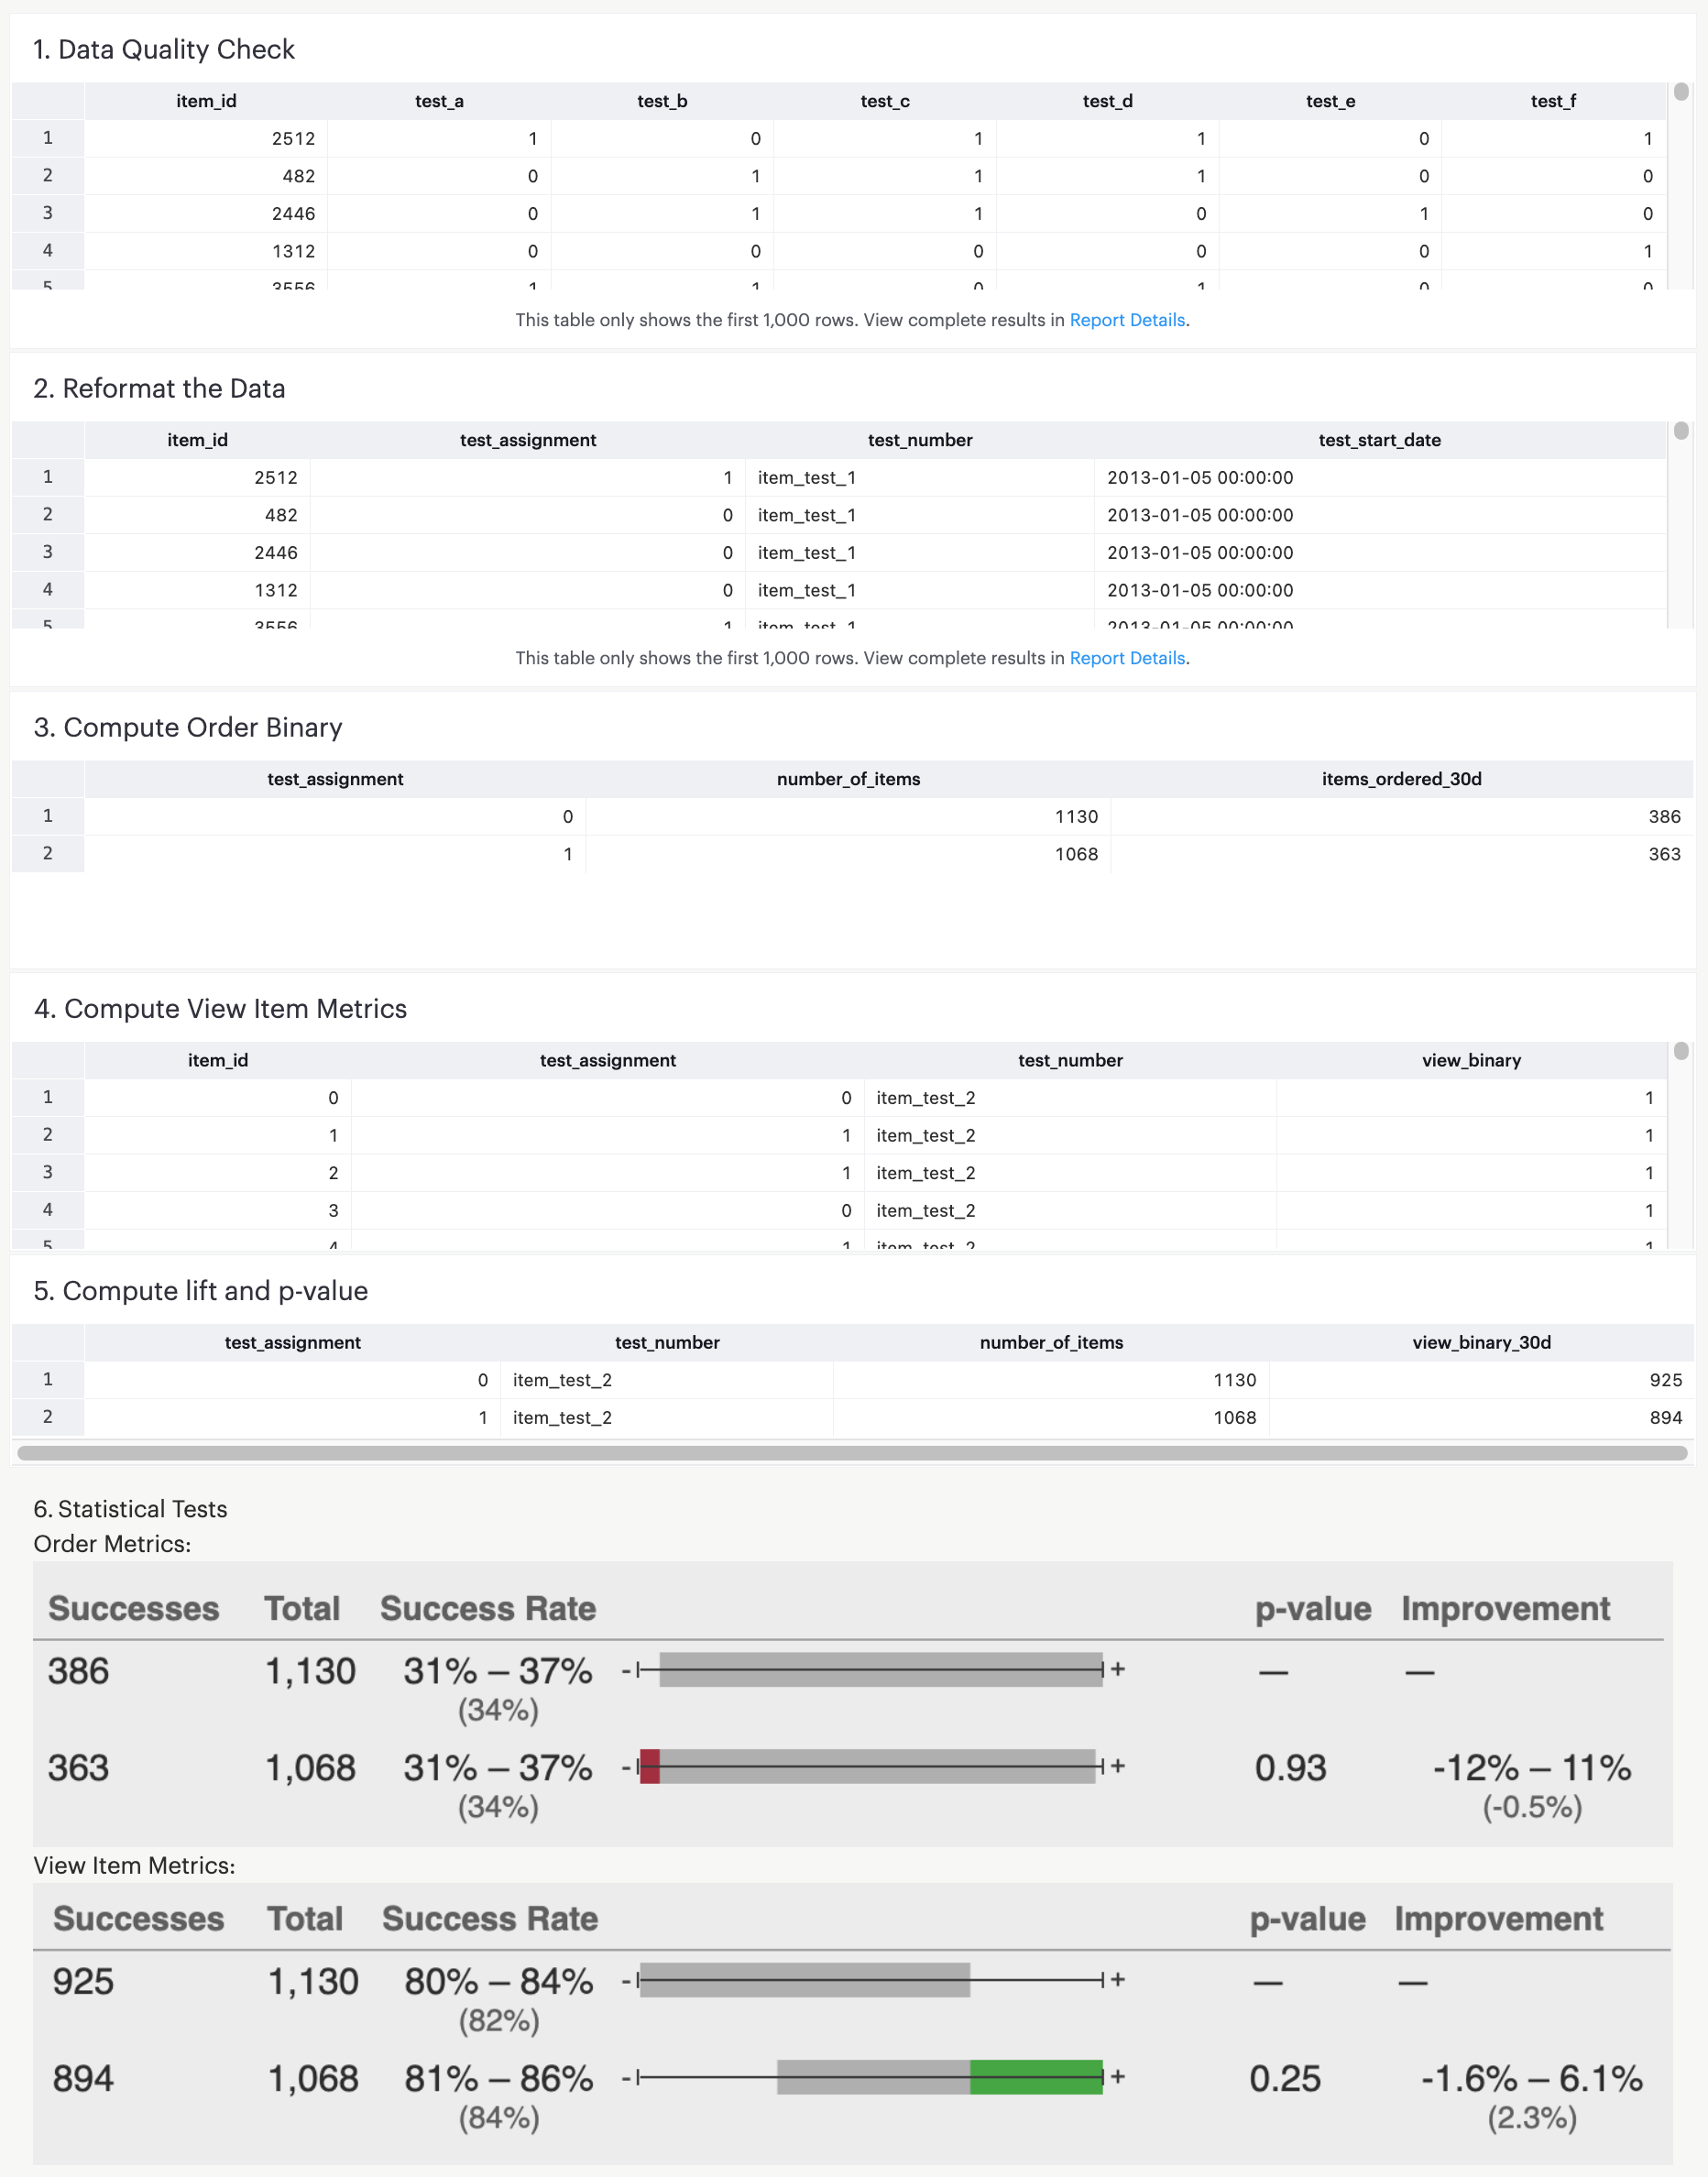 1. Data Quality Check
item_id test_a test_b test_c test_d test_e test_f
1 2512 1 0 1 1 0 1
2 482 0 1 1 1 0 0
3 2446 0 1 1 0 1 0
4 1312 0 0 0 0 0 1
5 3556 1 1 0 1 0 0
This table only shows the first 1,000 rows. View complete results in Report Details.
2. Reformat the Data
item_id test_assignment test_number test_start_date
1 2512 1 item_test_1 2013-01-05 00:00:00
2 482 0 item_test_1 2013-01-05 00:00:00
3 2446 0 item_test_1 2013-01-05 00:00:00
4 1312 0 item_test_1 2013-01-05 00:00:00
5 3556 1 item_test_1 2013-01-05 00:00:00
This table only shows the first 1,000 rows. View complete results in Report Details.
3. Compute Order Binary
test_assignment number_of_items items_ordered_30d
1 0 1130 386
2 1 1068 363
4. Compute View Item Metrics
item_id test_assignment test_number view_binary
1 0 0 item_test_2 1
2 1 1 item_test_2 1
3 2 1 item_test_2 1
4 3 0 item_test_2 1
5 4 1 item_test_2 1
5. Compute lift and p-value
test_assignment test_number number_of_items view_binary_30d
1 0 item_test_2 1130 925
2 1 item_test_2 1068 894
6. Statistical Tests
Order Metrics:
Successes Total Success Rate p-value Improvement
386 1,130 31% – 37% - + — —
(34%)
363 1,068 31% – 37% - + 0.93 -12% – 11%
(34%) (-0.5%)
View Item Metrics:
Successes Total Success Rate p-value Improvement
925 1,130 80% – 84% - + — —
(82%)
894 1,068 81% – 86% - + 0.25 -1.6% – 6.1%
(84%) (2.3%)